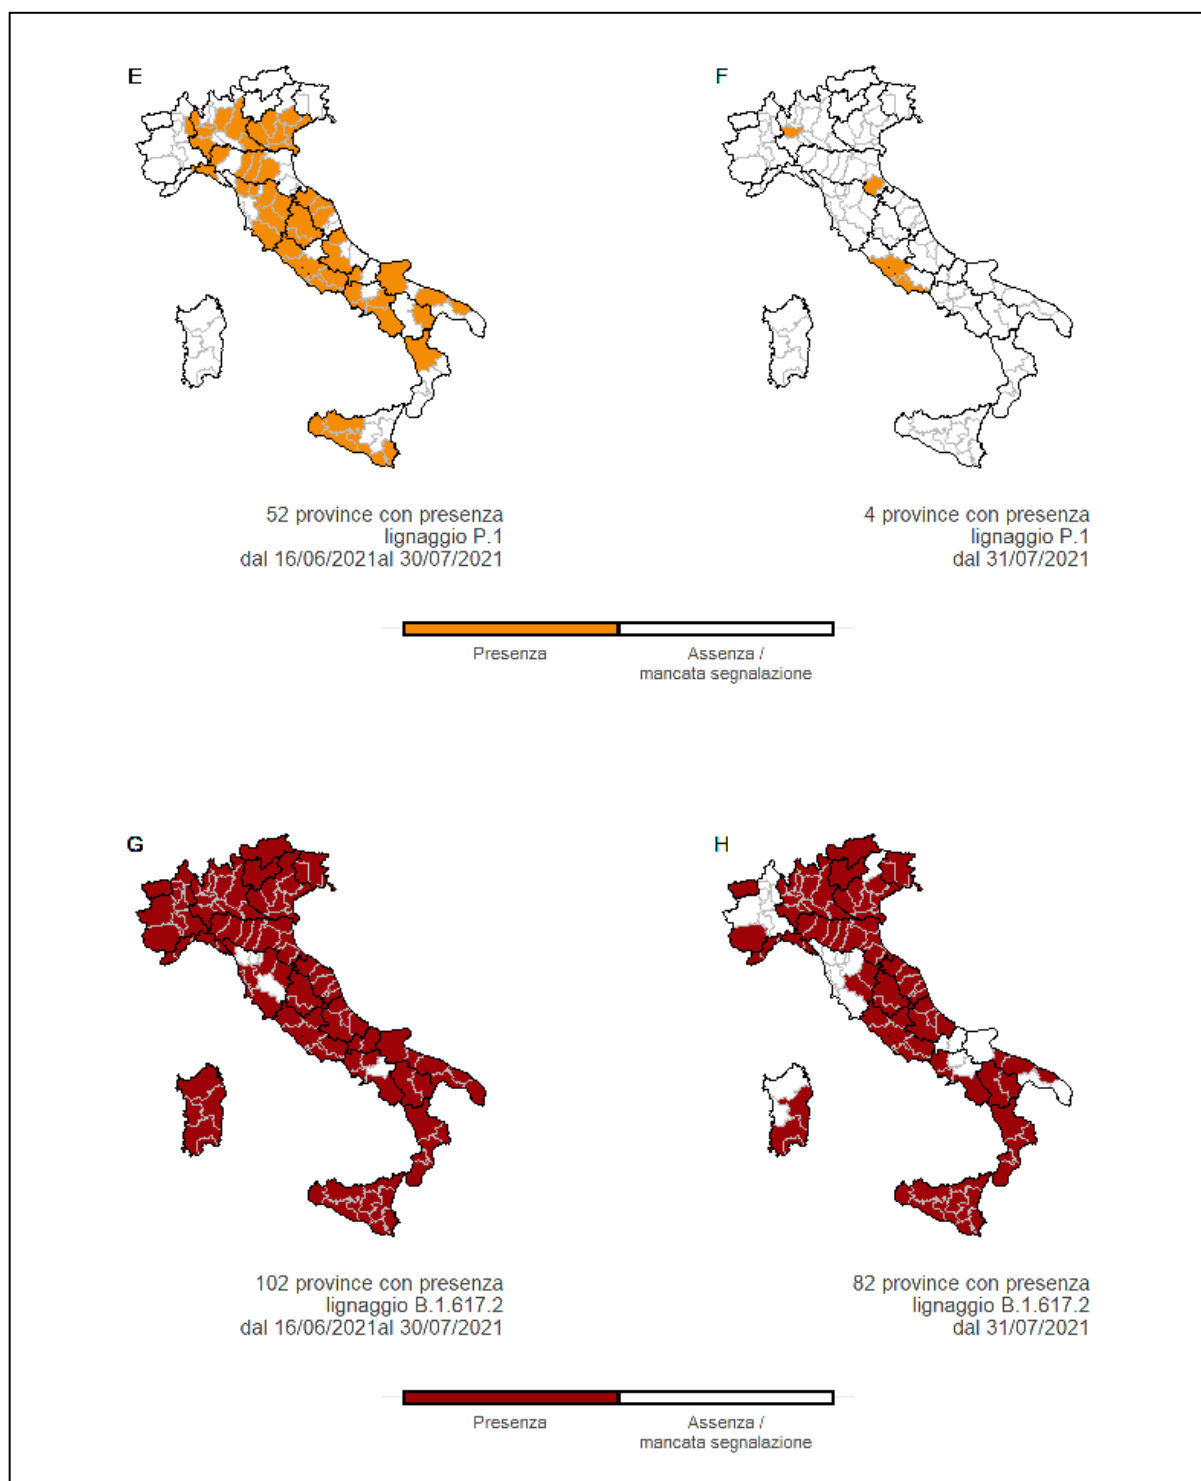 E
F
52 province con presenza
lignaggio P.1
dal 16/06/2021al 30/07/2021
4 province con presenza
lignaggio P.1
dal 31/07/2021
Presenza
Assenza /
mancata segnalazione
G
H
102 province con presenza
lignaggio B.1.617.2
dal 16/06/2021al 30/07/2021
82 province con presenza
lignaggio B.1.617.2
dal 31/07/2021
Presenza
Assenza /
mancata segnalazione